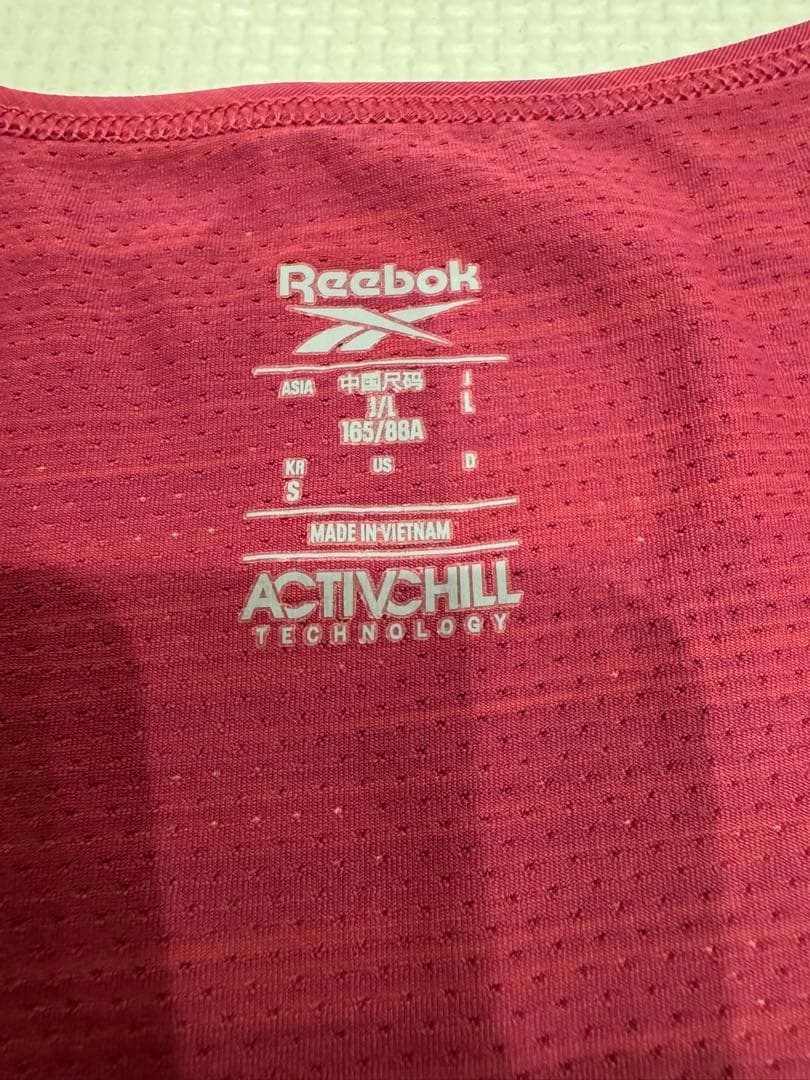 Reebok
ASIA 中国尺码 J
J/L L
165/88A
KR US D
S
MADE IN VIETNAM
ACTIVCHILL
TECHNOLOGY